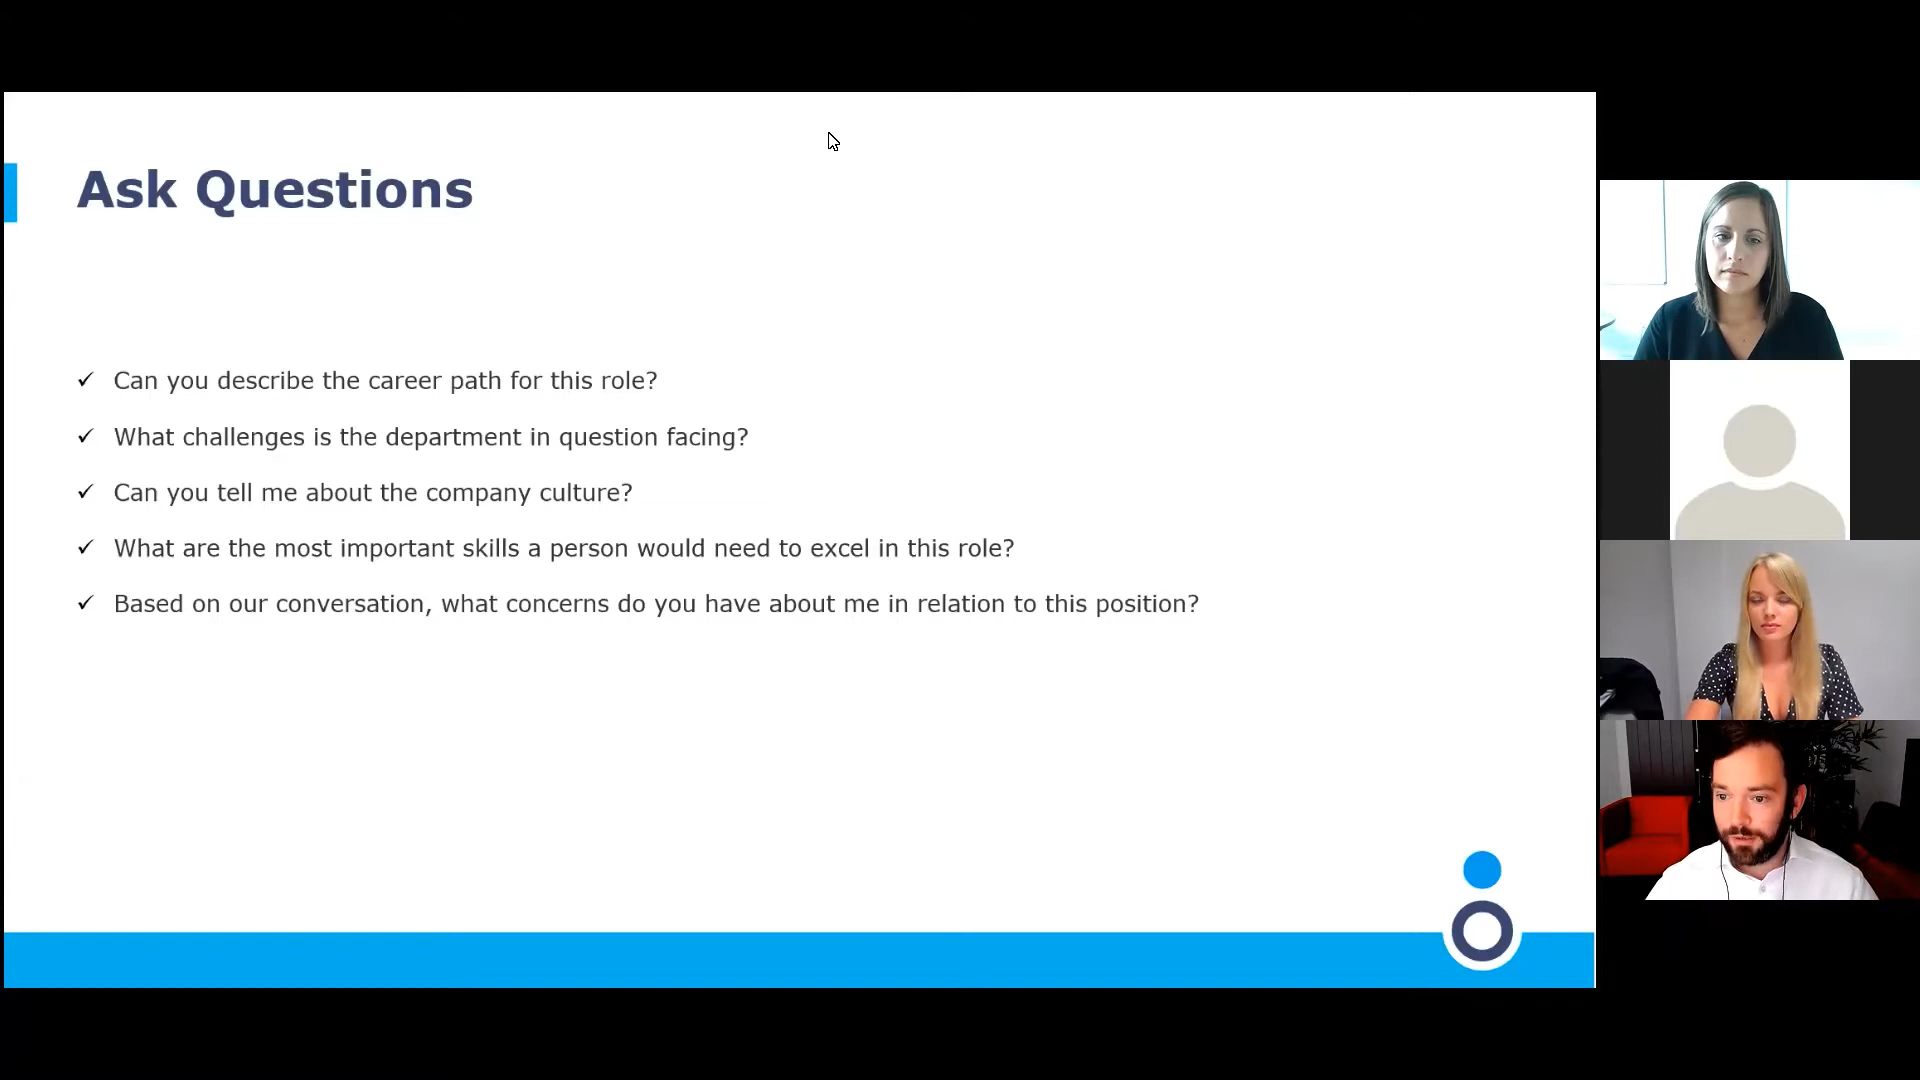 Ask Questions
✓ Can you describe the career path for this role?
✓ What challenges is the department in question facing?
✓ Can you tell me about the company culture?
✓ What are the most important skills a person would need to excel in this role?
✓ Based on our conversation, what concerns do you have about me in relation to this position?